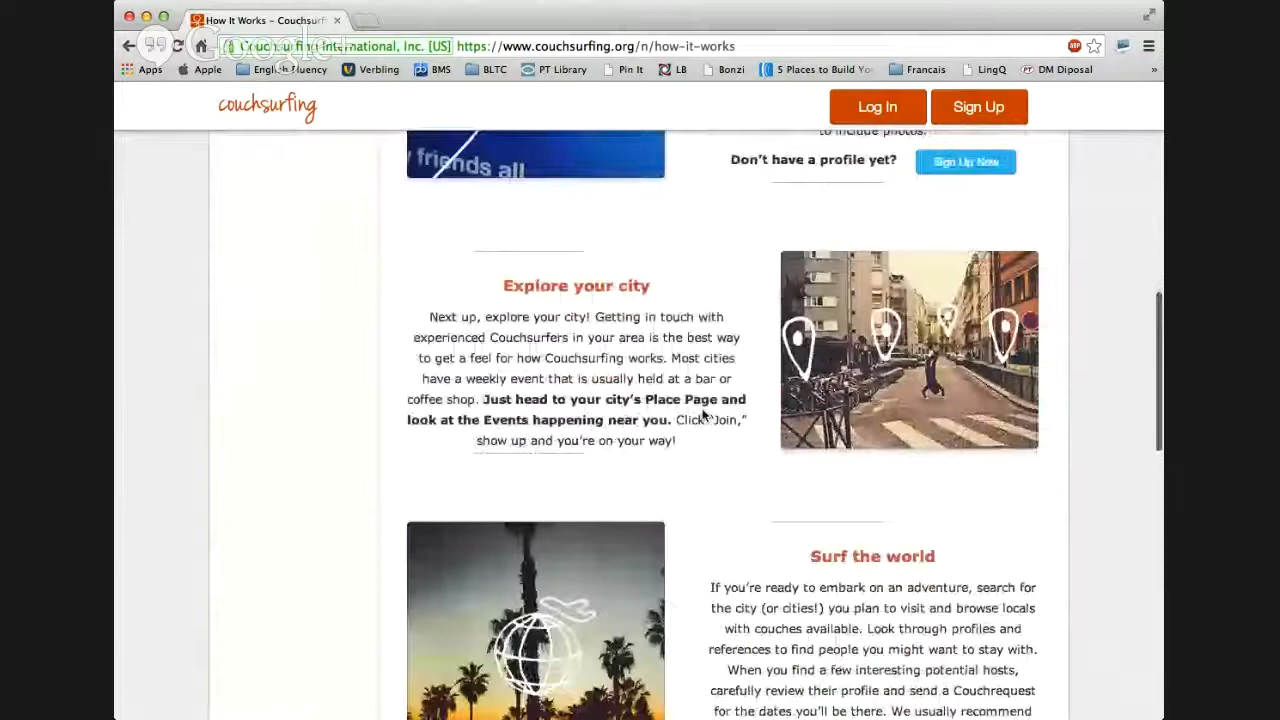 How It Works – Couchsurfi
Google+
Couchsurfing International, Inc. [US] https://www.couchsurfing.org/n/how-it-works
ABP
Apps Apple English Fluency Verbling BMS BLTC PT Library Pin It LB Bonzi 5 Places to Build Yo Francais LingQ DM Diposal »
couchsurfing
Log In Sign Up
to include photos.
friends all
Don't have a profile yet? Sign Up Now
Explore your city
Next up, explore your city! Getting in touch with
experienced Couchsurfers in your area is the best way
to get a feel for how Couchsurfing works. Most cities
have a weekly event that is usually held at a bar or
coffee shop. Just head to your city's Place Page and
look at the Events happening near you. Click "Join,"
show up and you're on your way!
Surf the world
If you're ready to embark on an adventure, search for
the city (or cities!) you plan to visit and browse locals
with couches available. Look through profiles and
references to find people you might want to stay with.
When you find a few interesting potential hosts,
carefully review their profile and send a Couchrequest
for the dates you'll be there. We usually recommend